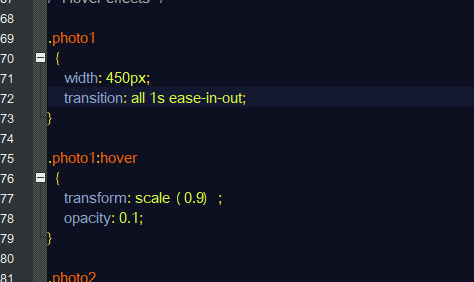 67 /* Hover effects */
68
69 .photo1
70 {
71 width: 450px;
72 transition: all 1s ease-in-out;
73 }
74
75 .photo1:hover
76 {
77 transform: scale ( 0.9) ;
78 opacity: 0.1;
79 }
80
81 .photo2